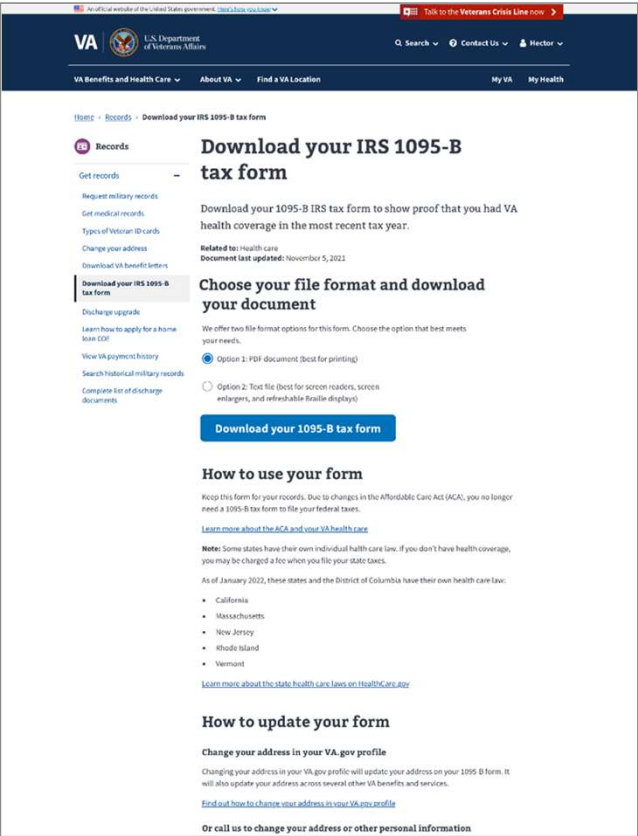 An official website of the United States government. Here's how you know
Talk to the Veterans Crisis Line now
VA
U.S. Department
of Veterans Affairs
Search
Contact Us
Hector
VA Benefits and Health Care
About VA
Find a VA Location
My VA
My Health
Home › Records › Download your IRS 1095-B tax form
Records
Get records
Request military records
Get medical records
Types of Veteran ID cards
Change your address
Download VA benefit letters
Download your IRS 1095-B
tax form
Discharge upgrade
Learn how to apply for a home
loan COE
View VA payment history
Search historical military records
Complete list of discharge
documents
Download your IRS 1095-B
tax form
Download your 1095-B IRS tax form to show proof that you had VA
health coverage in the most recent tax year.
Related to: Health care
Document last updated: November 5, 2021
Choose your file format and download
your document
We offer two file format options for this form. Choose the option that best meets
your needs.
Option 1: PDF document (best for printing)
Option 2: Text file (best for screen readers, screen
enlargers, and refreshable Braille displays)
Download your 1095-B tax form
How to use your form
Keep this form for your records. Due to changes in the Affordable Care Act (ACA), you no longer
need a 1095-B tax form to file your federal taxes.
Learn more about the ACA and your VA health care
Note: Some states have their own individual halth care law. If you don't have health coverage,
you may be charged a fee when you file your state taxes.
As of January 2022, these states and the District of Columbia have their own health care law:
• California
• Massachusetts
• New Jersey
• Rhode Island
• Vermont
Learn more about the state health care laws on HealthCare.gov
How to update your form
Change your address in your VA.gov profile
Changing your address in your VA.gov profile will update your address on your 1095-B form. It
will also update your address across several other VA benefits and services.
Find out how to change your address in your VA.gov profile
Or call us to change your address or other personal information